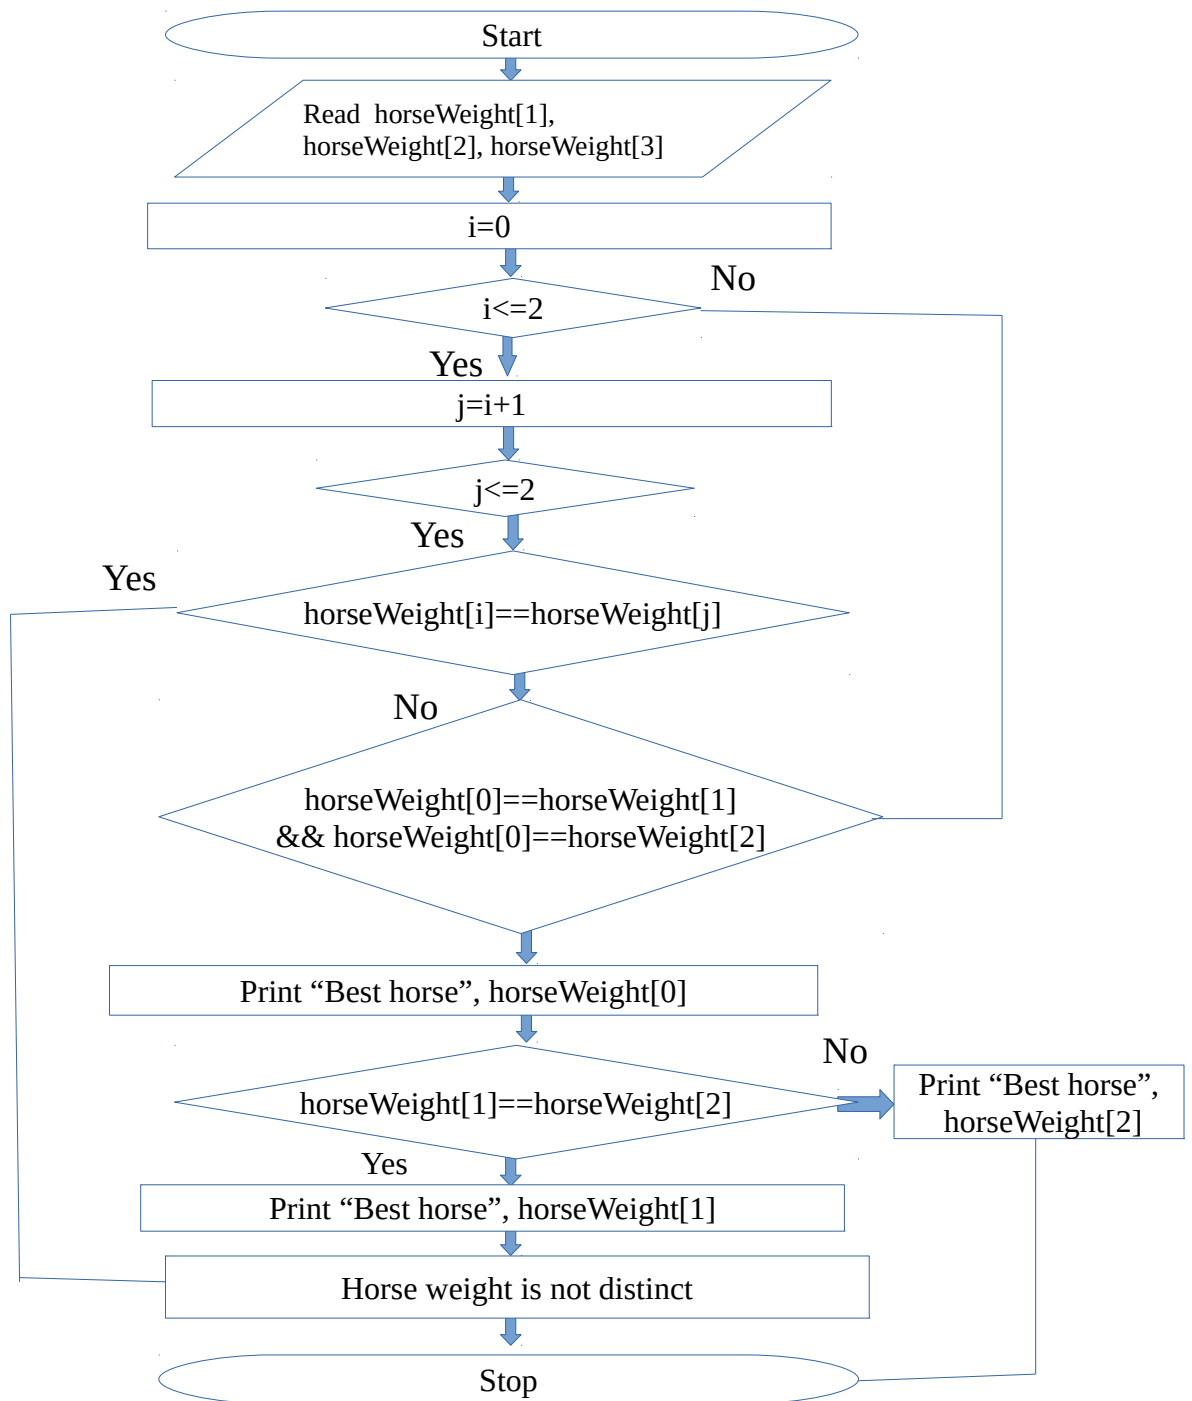 Start
Read horseWeight[1],
horseWeight[2], horseWeight[3]
i=0
No
i<=2
Yes
j=i+1
j<=2
Yes
Yes
horseWeight[i]==horseWeight[j]
No
horseWeight[0]==horseWeight[1]
&& horseWeight[0]==horseWeight[2]
Print “Best horse”, horseWeight[0]
No
horseWeight[1]==horseWeight[2]
Print “Best horse”,
horseWeight[2]
Yes
Print “Best horse”, horseWeight[1]
Horse weight is not distinct
Stop